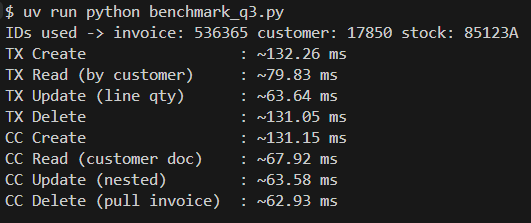 $ uv run python benchmark_q3.py
IDs used -> invoice: 536365 customer: 17850 stock: 85123A
TX Create                : ~132.26 ms
TX Read (by customer)    : ~79.83 ms
TX Update (line qty)     : ~63.64 ms
TX Delete                : ~131.05 ms
CC Create                : ~131.15 ms
CC Read (customer doc)   : ~67.92 ms
CC Update (nested)       : ~63.58 ms
CC Delete (pull invoice) : ~62.93 ms